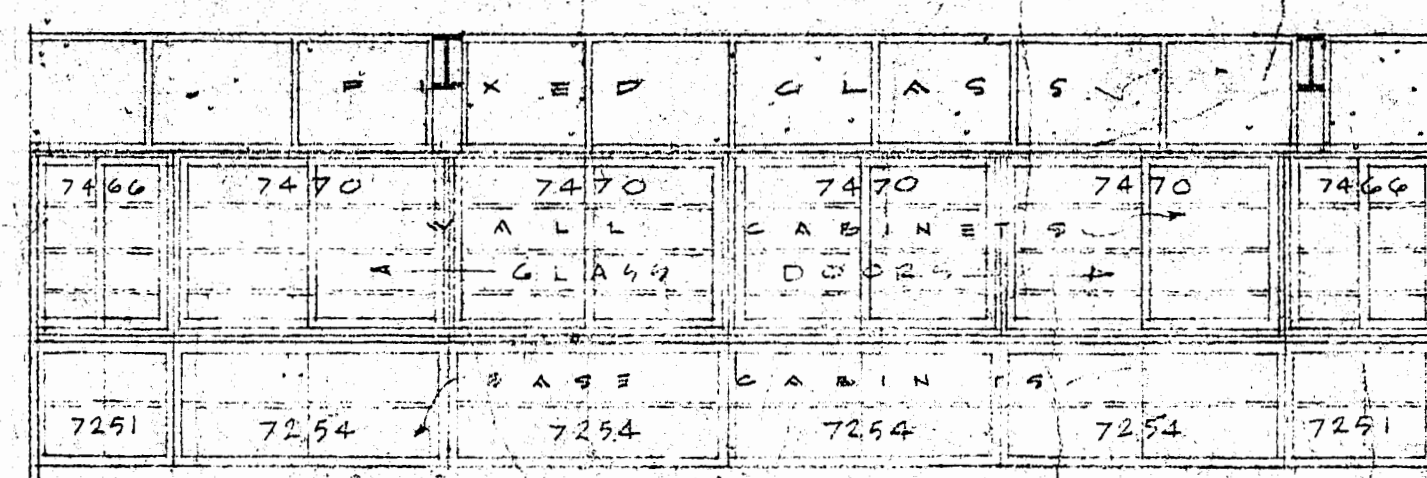 FIXED GLASS
7466 7470 7470 7470 7470 7466
WALL CABINETS
GLASS DOORS
BASE CABINTS
7251 7254 7254 7254 7254 7251